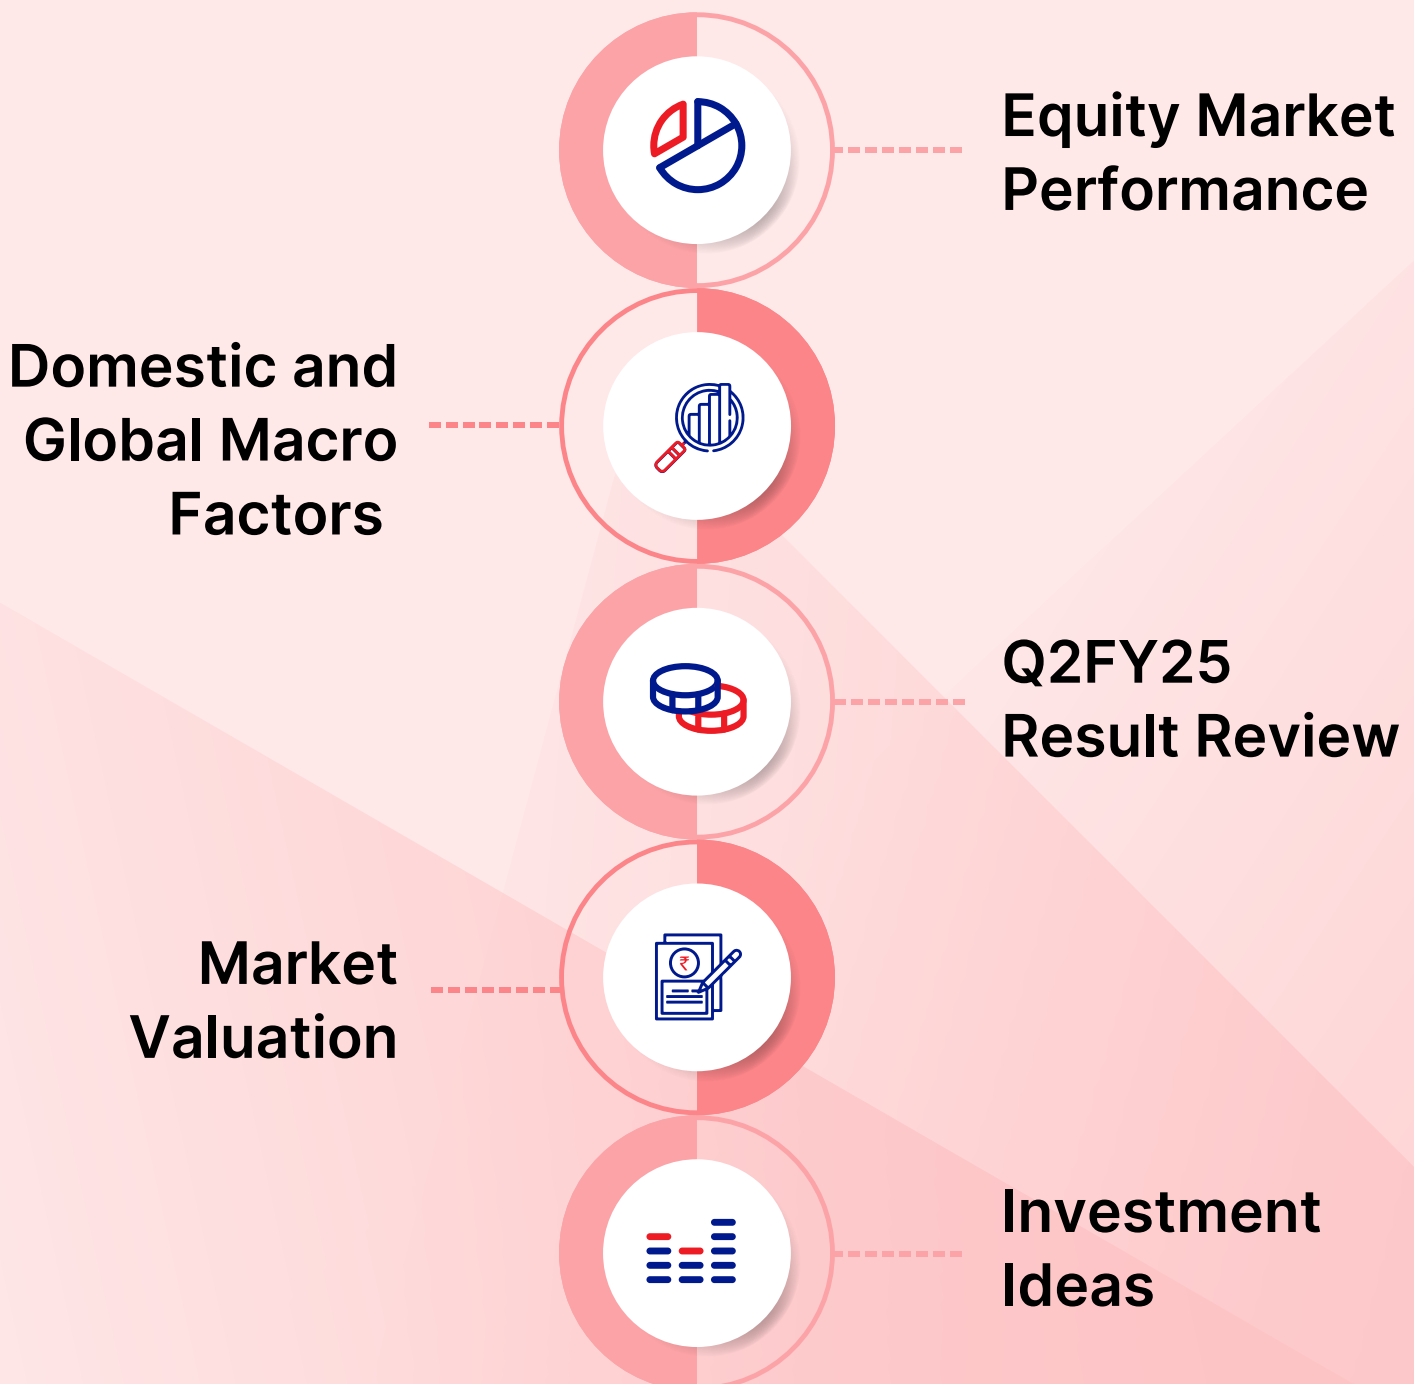 Equity Market
Performance
Domestic and
Global Macro
Factors
Q2FY25
Result Review
Market
Valuation
₹
Investment
Ideas